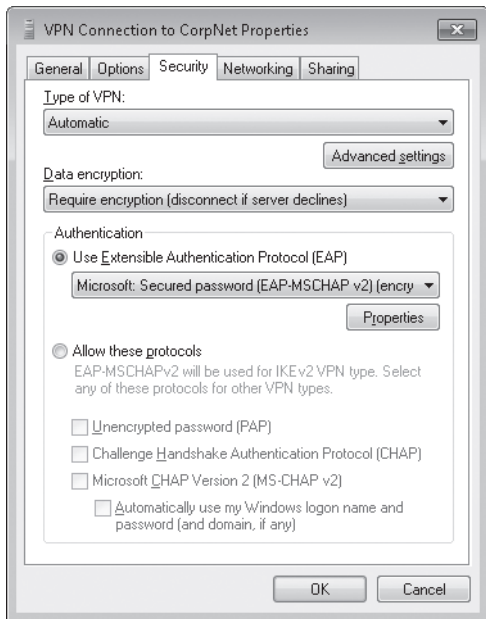 VPN Connection to CorpNet Properties
General Options Security Networking Sharing
Type of VPN:
Automatic
Advanced settings
Data encryption:
Require encryption (disconnect if server declines)
Authentication
Use Extensible Authentication Protocol (EAP)
Microsoft: Secured password (EAP-MSCHAP v2) (encry
Properties
Allow these protocols
EAP-MSCHAPv2 will be used for IKEv2 VPN type. Select
any of these protocols for other VPN types.
Unencrypted password (PAP)
Challenge Handshake Authentication Protocol (CHAP)
Microsoft CHAP Version 2 (MS-CHAP v2)
Automatically use my Windows logon name and
password (and domain, if any)
OK Cancel